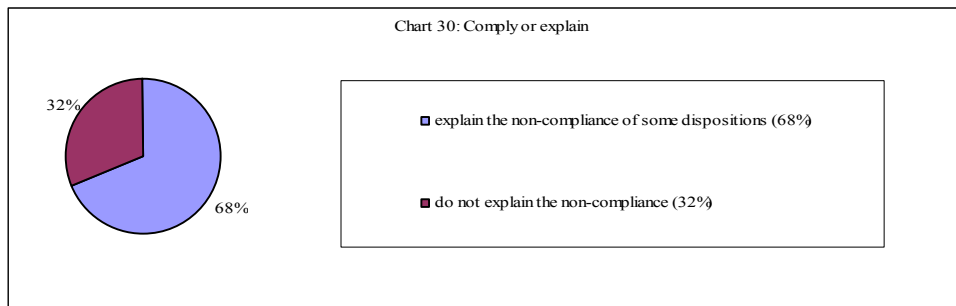 Chart 30: Comply or explain
32%
explain the non-compliance of some dispositions (68%)
do not explain the non-compliance (32%)
68%